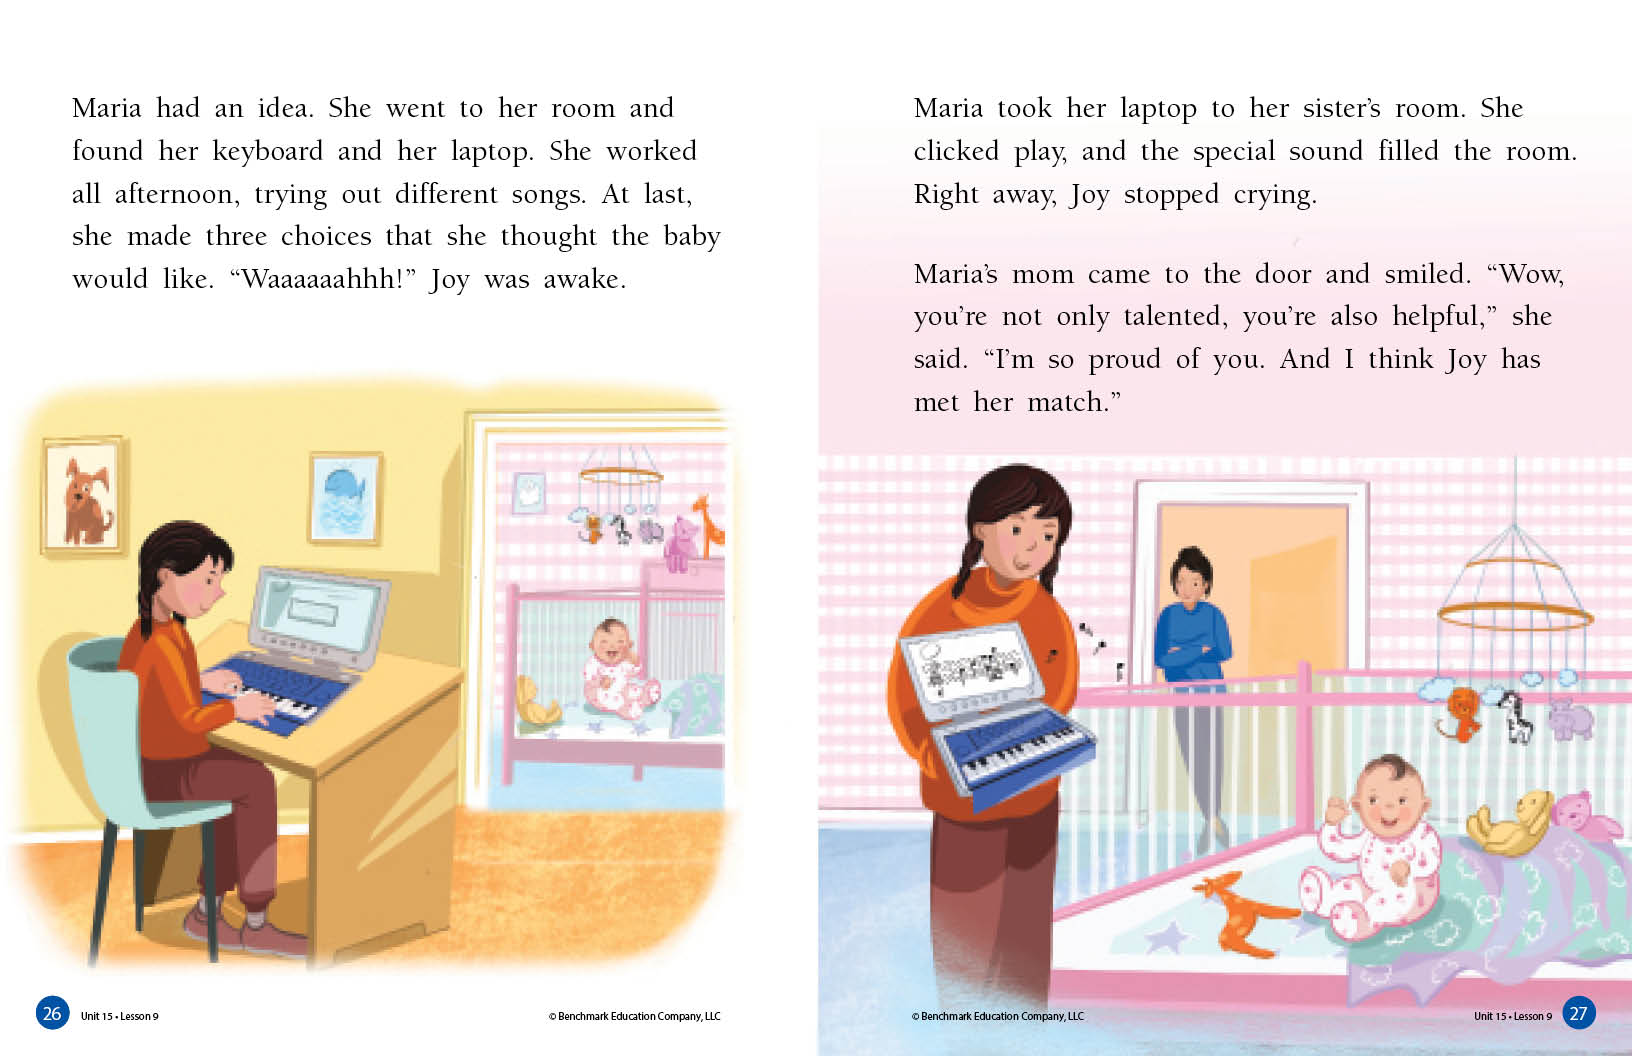 Maria had an idea. She went to her room and
found her keyboard and her laptop. She worked
all afternoon, trying out different songs. At last,
she made three choices that she thought the baby
would like. “Waaaaaahhh!” Joy was awake.
26 Unit 15 • Lesson 9
© Benchmark Education Company, LLC
Maria took her laptop to her sister’s room. She
clicked play, and the special sound filled the room.
Right away, Joy stopped crying.
Maria’s mom came to the door and smiled. “Wow,
you’re not only talented, you’re also helpful,” she
said. “I’m so proud of you. And I think Joy has
met her match.”
© Benchmark Education Company, LLC
Unit 15 • Lesson 9 27